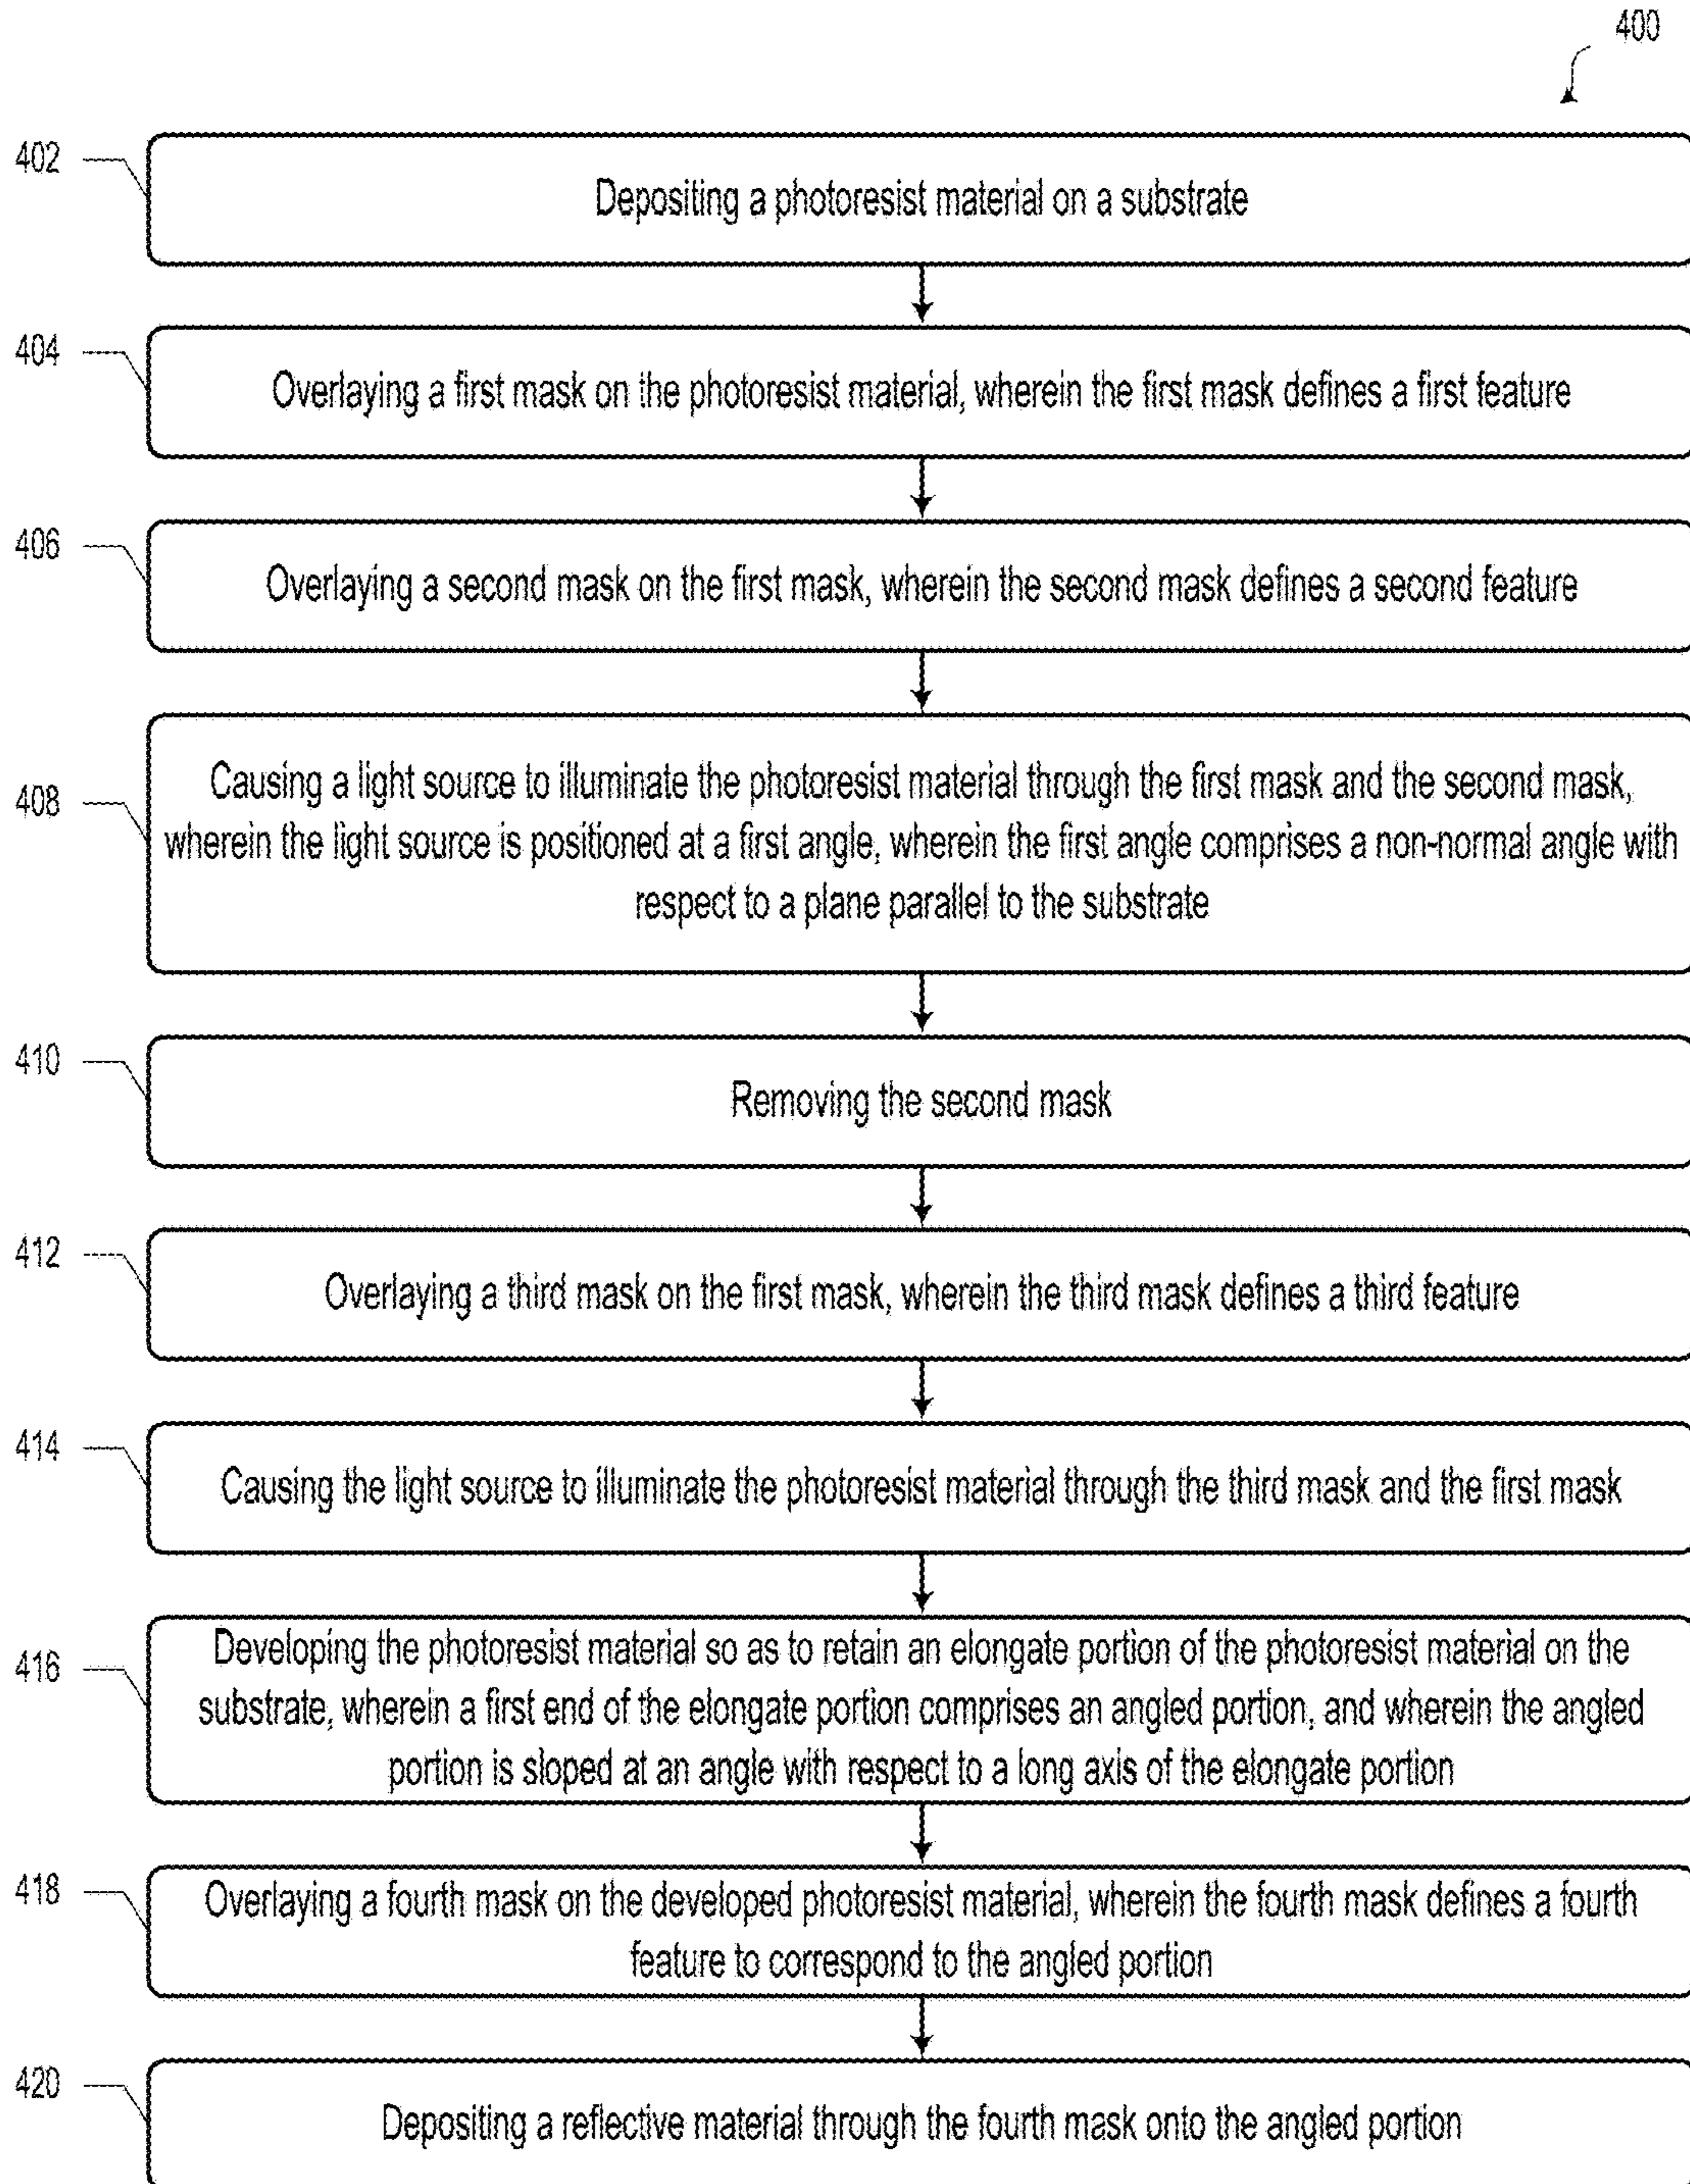 400
402
Depositing a photoresist material on a substrate
404
Overlaying a first mask on the photoresist material, wherein the first mask defines a first feature
406
Overlaying a second mask on the first mask, wherein the second mask defines a second feature
408
Causing a light source to illuminate the photoresist material through the first mask and the second mask,
wherein the light source is positioned at a first angle, wherein the first angle comprises a non-normal angle with
respect to a plane parallel to the substrate
410
Removing the second mask
412
Overlaying a third mask on the first mask, wherein the third mask defines a third feature
414
Causing the light source to illuminate the photoresist material through the third mask and the first mask
416
Developing the photoresist material so as to retain an elongate portion of the photoresist material on the
substrate, wherein a first end of the elongate portion comprises an angled portion, and wherein the angled
portion is sloped at an angle with respect to a long axis of the elongate portion
418
Overlaying a fourth mask on the developed photoresist material, wherein the fourth mask defines a fourth
feature to correspond to the angled portion
420
Depositing a reflective material through the fourth mask onto the angled portion